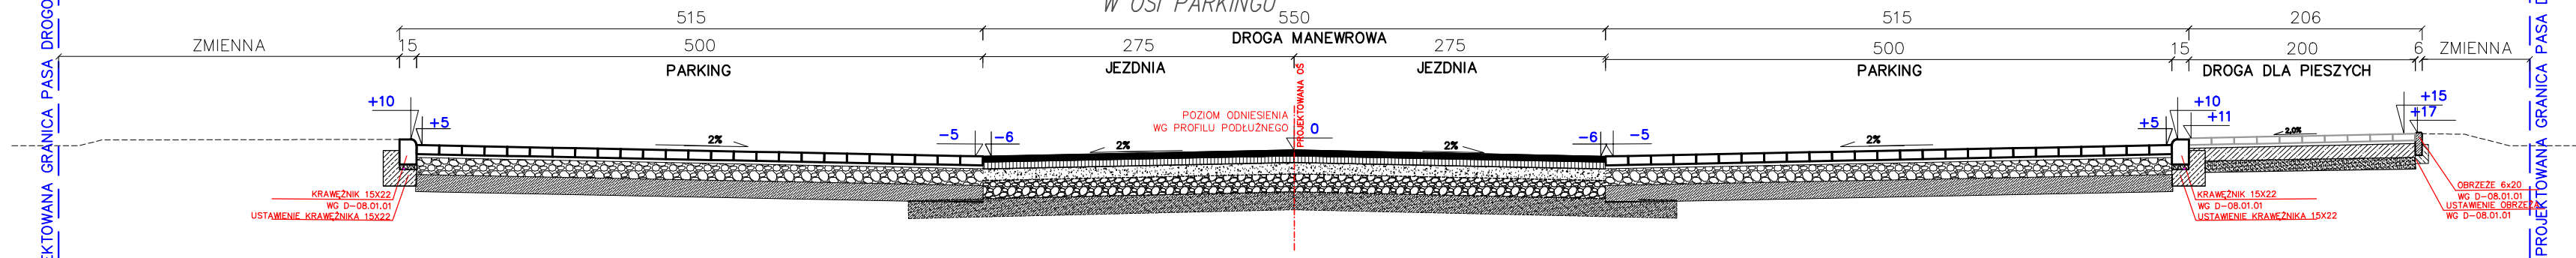 W OSI PARKINGU
515 550 515 206
DROGA MANEWROWA
ZMIENNA 15 500 275 275 500 15 200 6 ZMIENNA
PARKING JEZDNIA JEZDNIA PARKING DROGA DLA PIESZYCH
PROJEKTOWANA OŚ
POZIOM ODNIESIENIA
WG PROFILU PODŁUŻNEGO
+10 +5 -5 -6 0 -6 -5 +5 +10 +11 +15 +17
2% 2% 2% 2% 2.0%
KRAWĘŻNIK 15X22
WG D-08.01.01
USTAWIENIE KRAWĘŻNIKA 15X22
KRAWĘŻNIK 15X22
WG D-08.01.01
USTAWIENIE KRAWĘŻNIKA 15X22
OBRZEŻE 6x20
WG D-08.01.01
USTAWIENIE OBRZEŻA
WG D-08.01.01
EKTOWANA GRANICA PASA DROGO
PROJEKTOWANA GRANICA PASA D